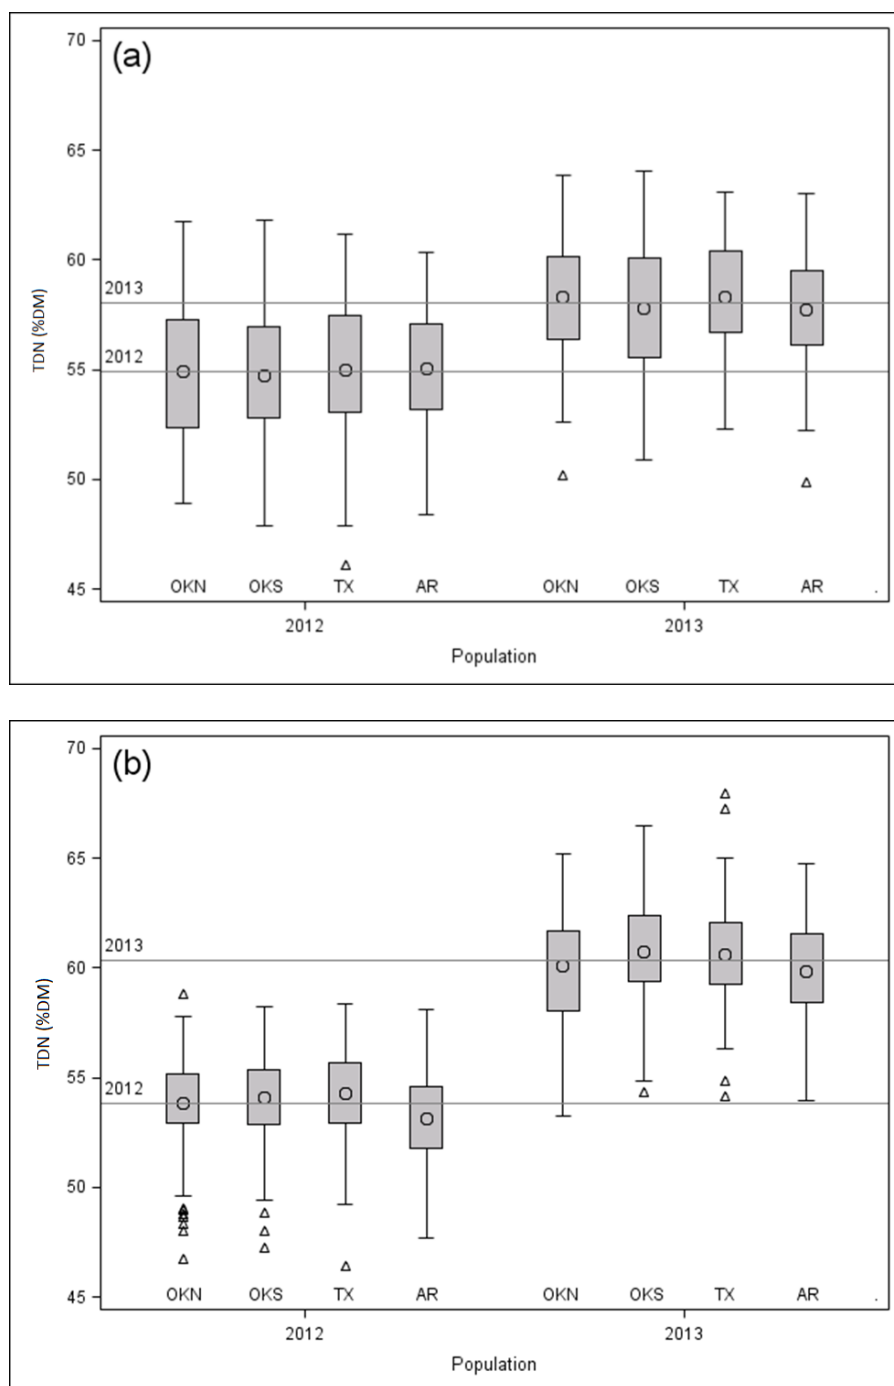 (a)
70
65
60
55
50
45
TDN (%DM)
2013
2012
OKN OKS TX AR OKN OKS TX AR .
2012 2013
Population
(b)
70
65
60
55
50
45
TDN (%DM)
2013
2012
OKN OKS TX AR OKN OKS TX AR .
2012 2013
Population